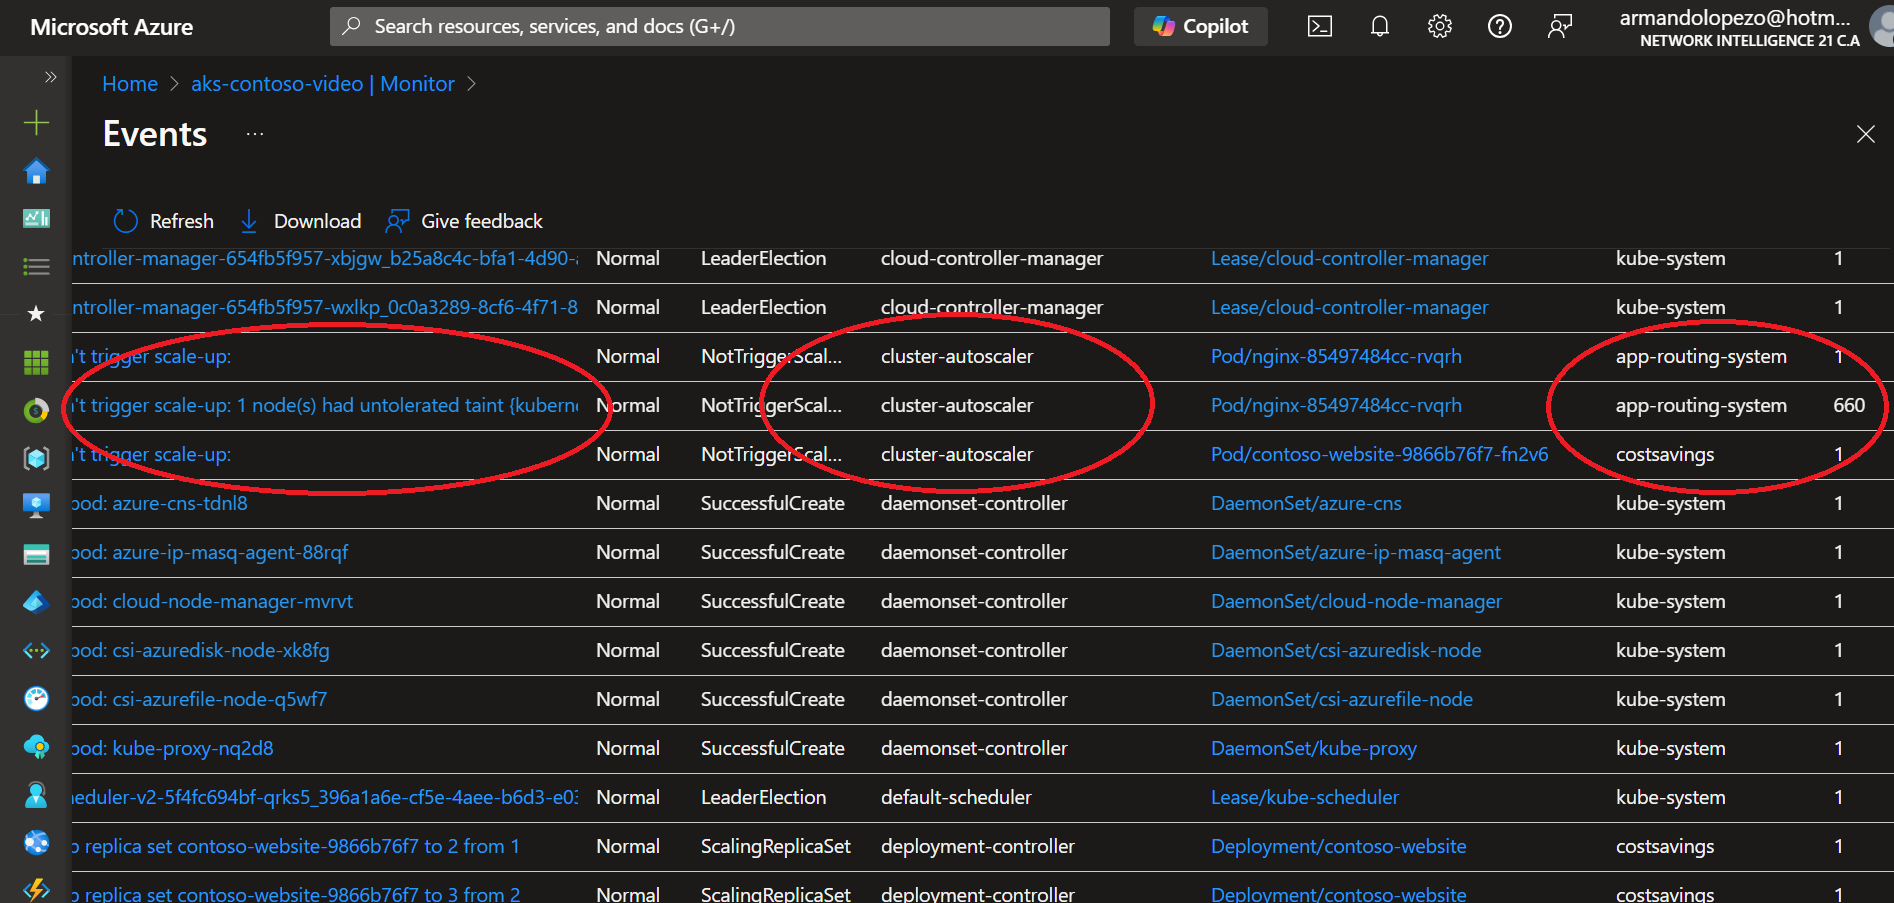 Microsoft Azure
Search resources, services, and docs (G+/)
Copilot
armandolopezo@hotm...
NETWORK INTELLIGENCE 21 C.A
Home > aks-contoso-video | Monitor >
Events ...
Refresh Download Give feedback
ntroller-manager-654fb5f957-xbjgw_b25a8c4c-bfa1-4d90- Normal LeaderElection cloud-controller-manager Lease/cloud-controller-manager kube-system 1
ntroller-manager-654fb5f957-wxlkp_0c0a3289-8cf6-4f71-8 Normal LeaderElection cloud-controller-manager Lease/cloud-controller-manager kube-system 1
't trigger scale-up: Normal NotTriggerScal... cluster-autoscaler Pod/nginx-85497484cc-rvqrh app-routing-system 1
't trigger scale-up: 1 node(s) had untolerated taint {kuberne Normal NotTriggerScal... cluster-autoscaler Pod/nginx-85497484cc-rvqrh app-routing-system 660
't trigger scale-up: Normal NotTriggerScal... cluster-autoscaler Pod/contoso-website-9866b76f7-fn2v6 costsavings 1
pod: azure-cns-tdnl8 Normal SuccessfulCreate daemonset-controller DaemonSet/azure-cns kube-system 1
pod: azure-ip-masq-agent-88rqf Normal SuccessfulCreate daemonset-controller DaemonSet/azure-ip-masq-agent kube-system 1
pod: cloud-node-manager-mvrvt Normal SuccessfulCreate daemonset-controller DaemonSet/cloud-node-manager kube-system 1
pod: csi-azuredisk-node-xk8fg Normal SuccessfulCreate daemonset-controller DaemonSet/csi-azuredisk-node kube-system 1
pod: csi-azurefile-node-q5wf7 Normal SuccessfulCreate daemonset-controller DaemonSet/csi-azurefile-node kube-system 1
pod: kube-proxy-nq2d8 Normal SuccessfulCreate daemonset-controller DaemonSet/kube-proxy kube-system 1
eduler-v2-5f4fc694bf-qrks5_396a1a6e-cf5e-4aee-b6d3-e03 Normal LeaderElection default-scheduler Lease/kube-scheduler kube-system 1
p replica set contoso-website-9866b76f7 to 2 from 1 Normal ScalingReplicaSet deployment-controller Deployment/contoso-website costsavings 1
p replica set contoso-website-9866b76f7 to 3 from 2 Normal ScalingReplicaSet deployment-controller Deployment/contoso-website costsavings 1